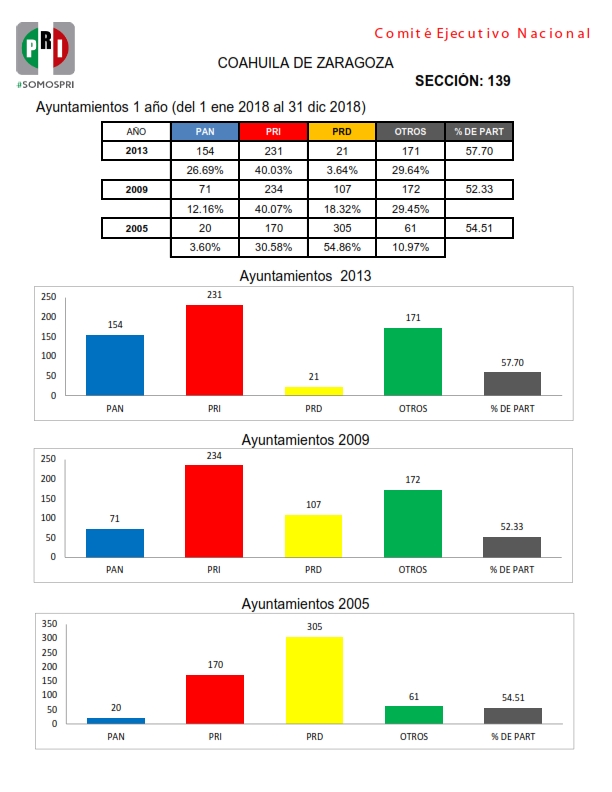 Comité Ejecutivo Nacional
PRI
#SOMOSPRI
COAHUILA DE ZARAGOZA
SECCIÓN: 139
Ayuntamientos 1 año (del 1 ene 2018 al 31 dic 2018)
AÑO PAN PRI PRD OTROS % DE PART
2013 154 231 21 171 57.70
26.69% 40.03% 3.64% 29.64%
2009 71 234 107 172 52.33
12.16% 40.07% 18.32% 29.45%
2005 20 170 305 61 54.51
3.60% 30.58% 54.86% 10.97%
Ayuntamientos 2013
250
200
150
100
50
0
154 231 21 171 57.70
PAN PRI PRD OTROS % DE PART
Ayuntamientos 2009
250
200
150
100
50
0
71 234 107 172 52.33
PAN PRI PRD OTROS % DE PART
Ayuntamientos 2005
350
300
250
200
150
100
50
0
20 170 305 61 54.51
PAN PRI PRD OTROS % DE PART